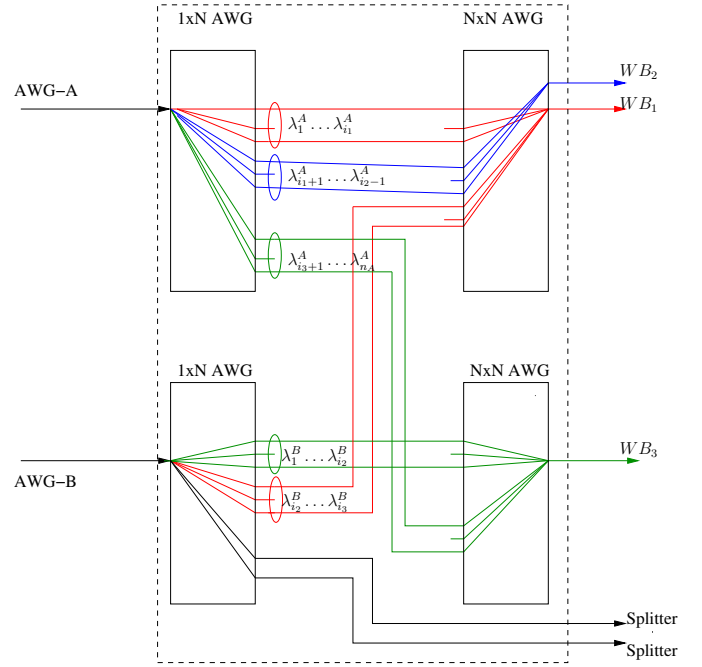 1xN AWG
NxN AWG
AWG−A
WB₂
WB₁
λ₁ᴬ . . . λᵢ₁ᴬ
λᵢ₁₊₁ᴬ . . . λᵢ₂₋₁ᴬ
λᵢ₃₊₁ᴬ . . . λₙ_Aᴬ
1xN AWG
NxN AWG
WB₃
λ₁ᴮ . . . λᵢ₂ᴮ
AWG−B
λᵢ₂ᴮ . . . λᵢ₃ᴮ
Splitter
Splitter